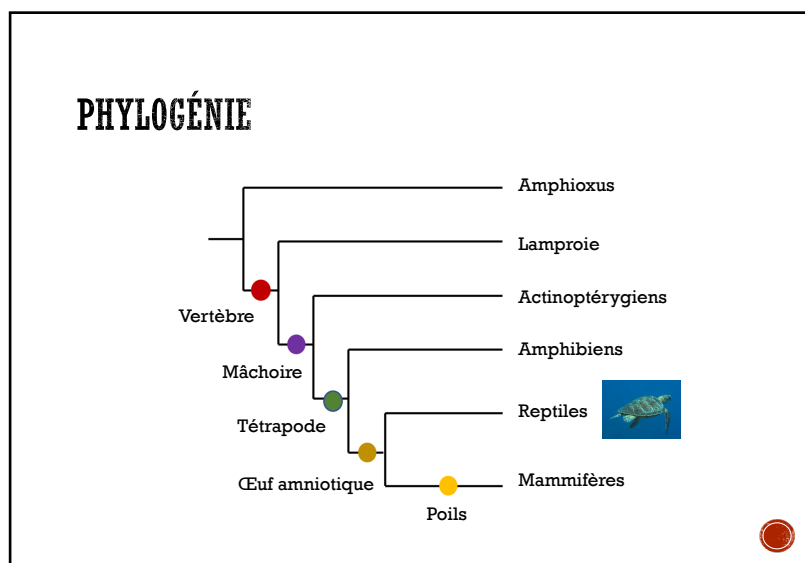 PHYLOGÉNIE
Amphioxus
Lamproie
Vertèbre
Actinoptérygiens
Mâchoire
Amphibiens
Tétrapode
Reptiles
Œuf amniotique
Mammifères
Poils